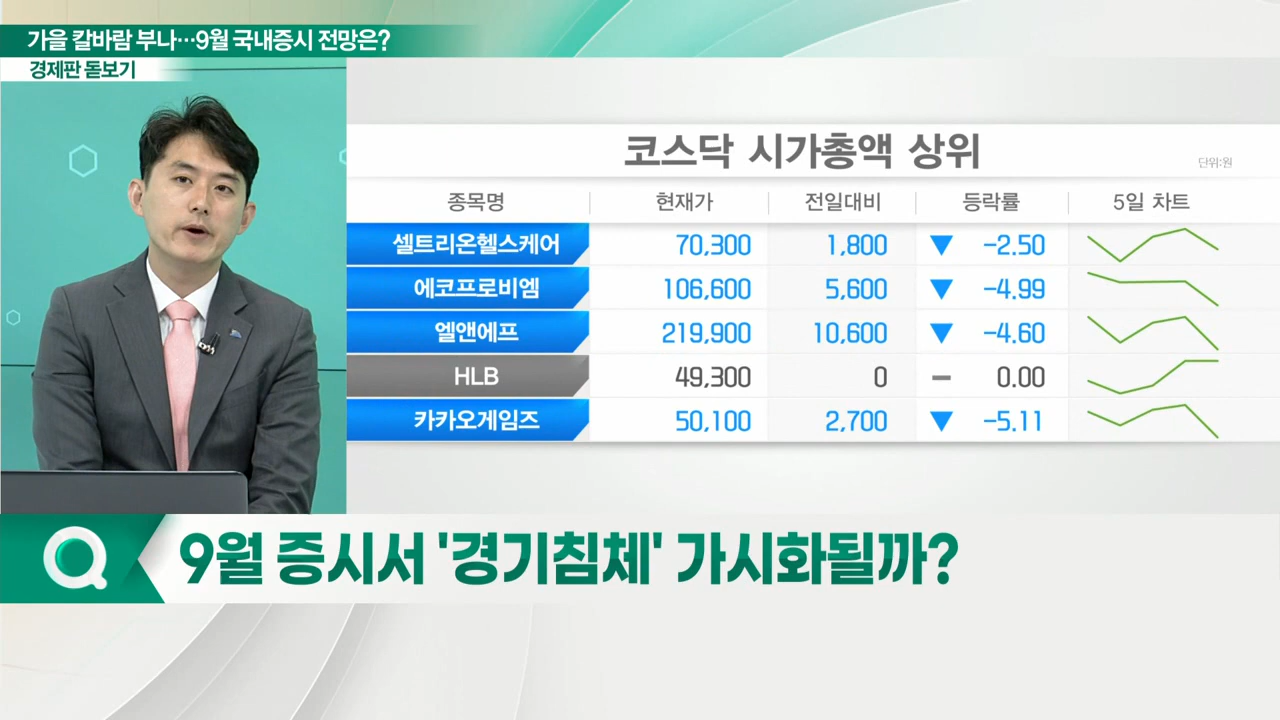 가을 칼바람 부나…9월 국내증시 전망은?
경제판 돋보기
코스닥 시가총액 상위
단위:원
종목명 현재가 전일대비 등락률 5일 차트
셀트리온헬스케어 70,300 1,800 ▼ -2.50
에코프로비엠 106,600 5,600 ▼ -4.99
엘앤에프 219,900 10,600 ▼ -4.60
HLB 49,300 0 − 0.00
카카오게임즈 50,100 2,700 ▼ -5.11
Q 9월 증시서 '경기침체' 가시화될까?